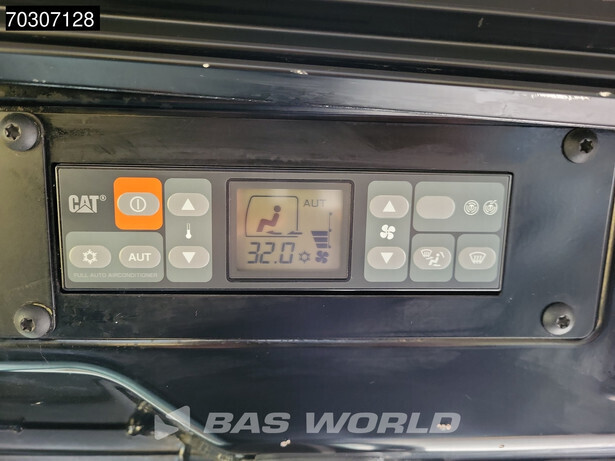 70307128
CAT®
AUT
FULL AUTO AIRCONDITIONER
AUT
32.0
BAS WORLD